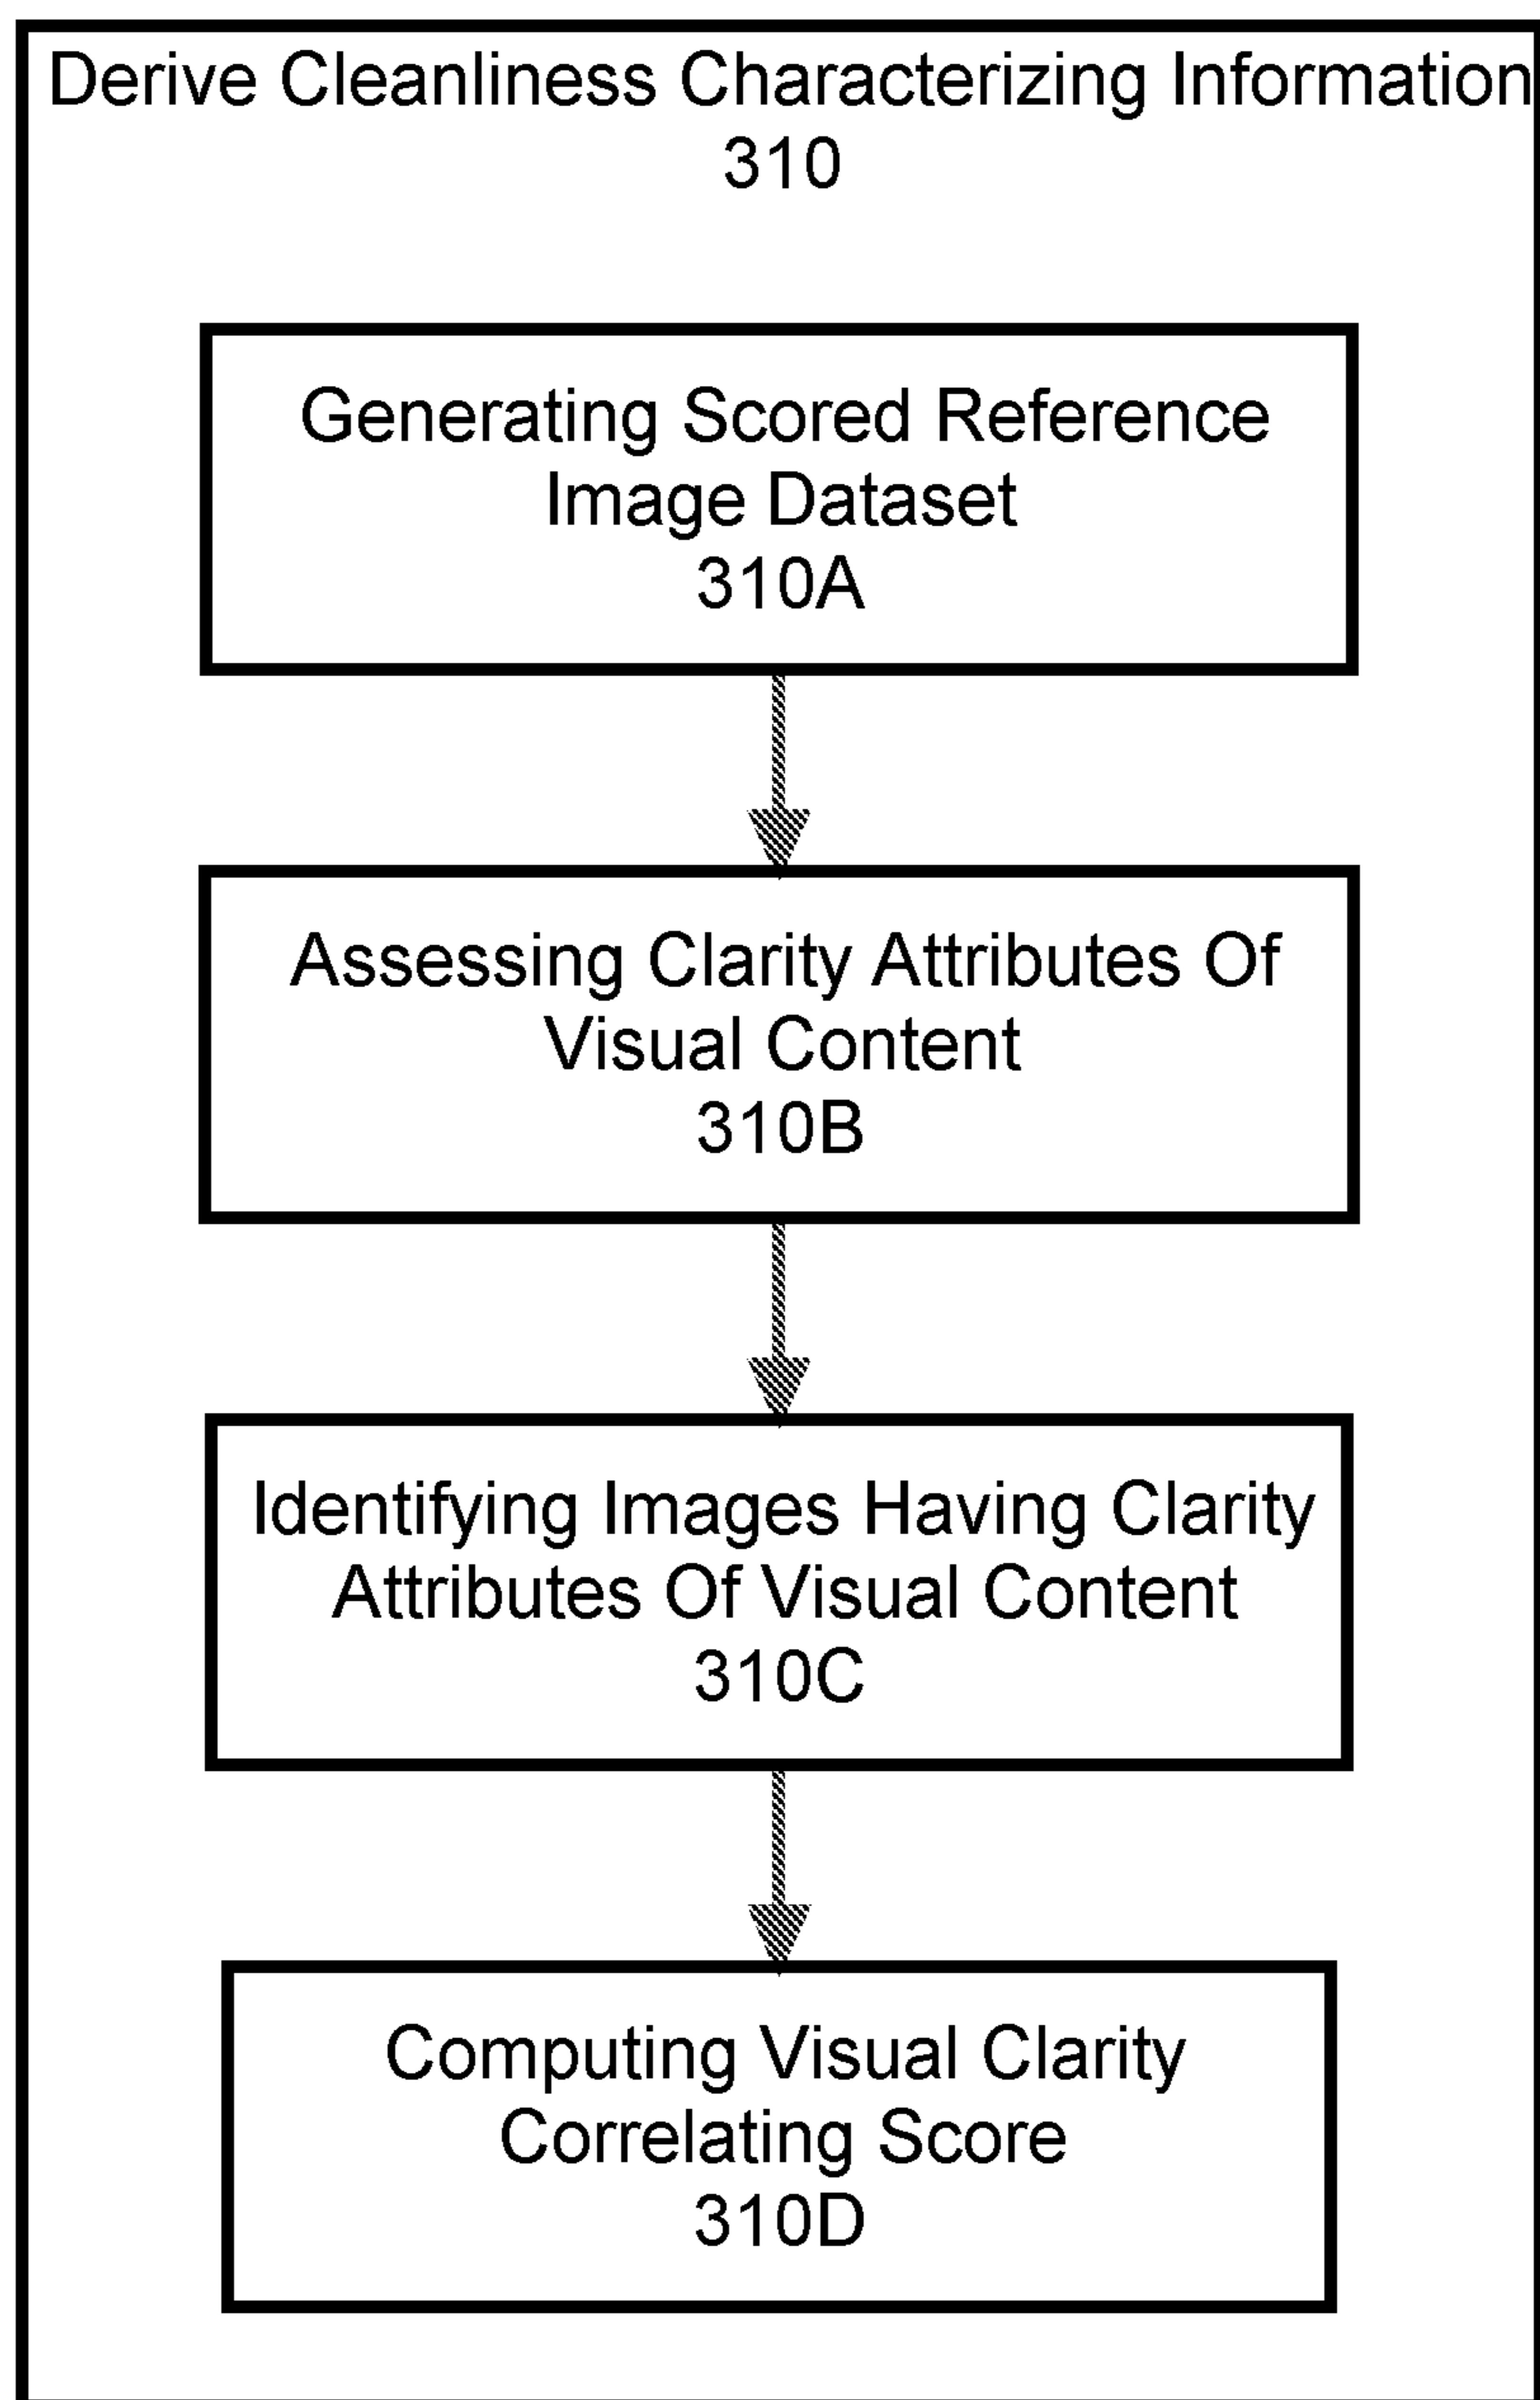 Derive Cleanliness Characterizing Information
310
Generating Scored Reference
Image Dataset
310A
Assessing Clarity Attributes Of
Visual Content
310B
Identifying Images Having Clarity
Attributes Of Visual Content
310C
Computing Visual Clarity
Correlating Score
310D